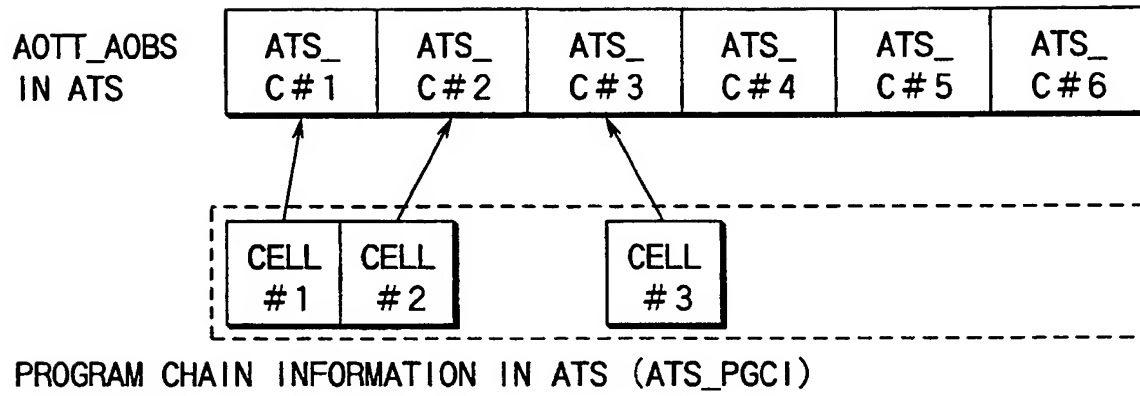 AOTT_AOBS
IN ATS
ATS_
C#1
ATS_
C#2
ATS_
C#3
ATS_
C#4
ATS_
C#5
ATS_
C#6
CELL
#1
CELL
#2
CELL
#3
PROGRAM CHAIN INFORMATION IN ATS (ATS_PGCI)